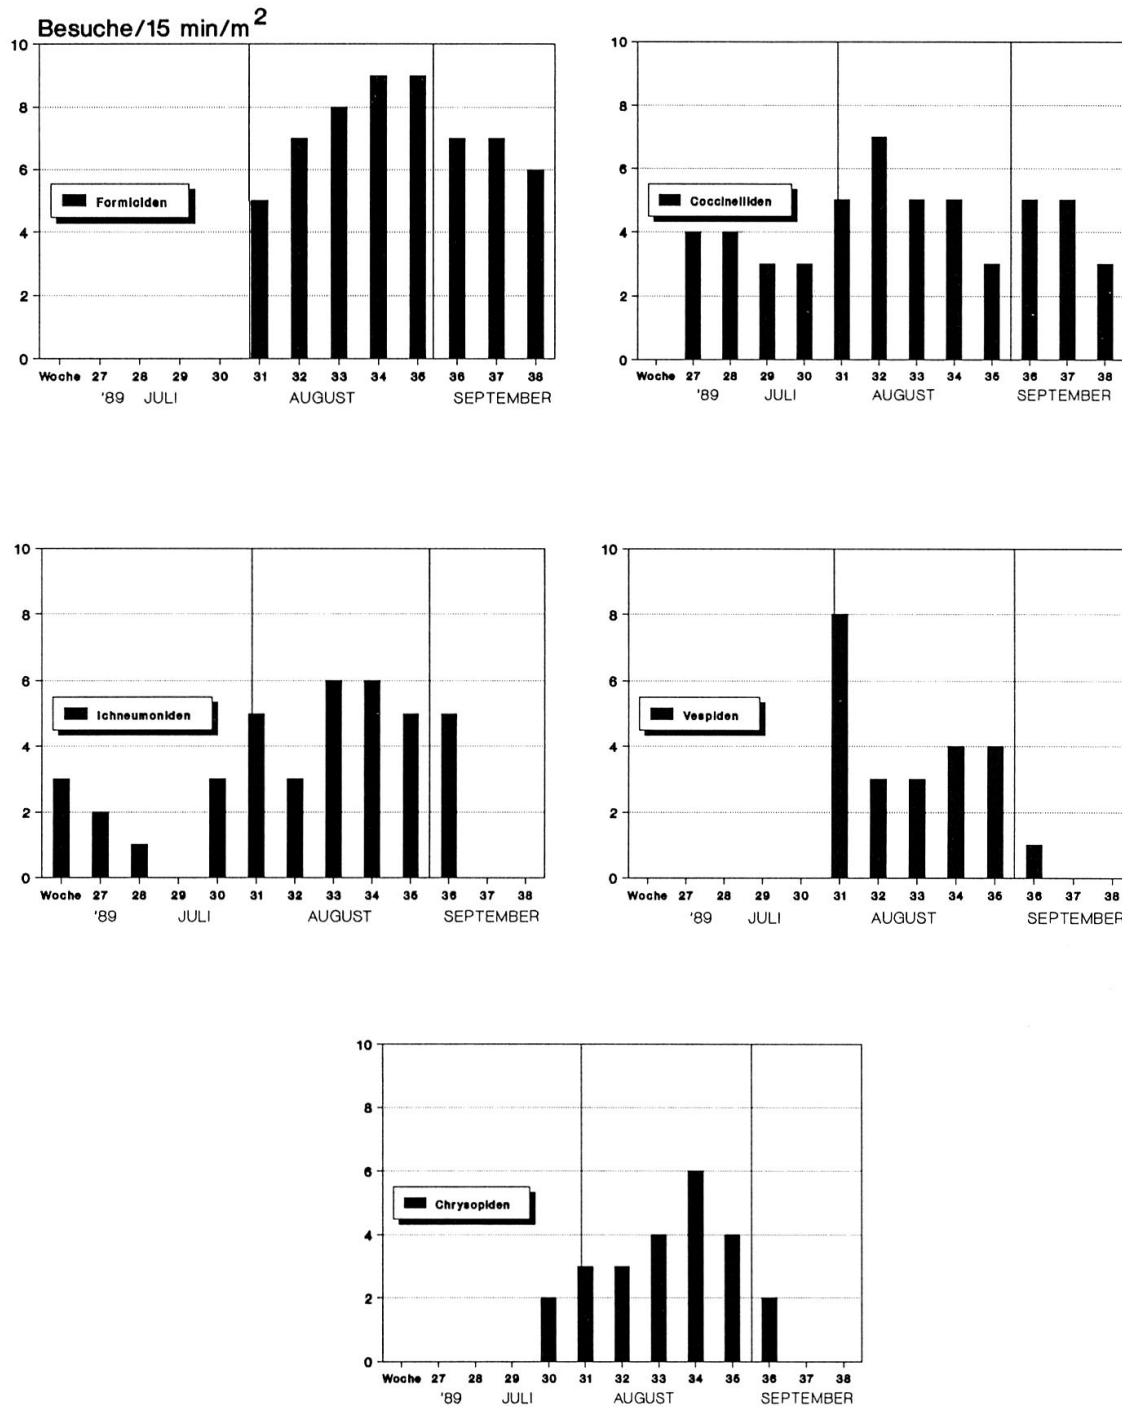 Besuche/15 min/m²
10
8
6
4
2
0
Formiciden
Woche 27 28 29 30 31 32 33 34 35 36 37 38
'89 JULI AUGUST SEPTEMBER
10
8
6
4
2
0
Coccinelliden
Woche 27 28 29 30 31 32 33 34 35 36 37 38
'89 JULI AUGUST SEPTEMBER
10
8
6
4
2
0
Ichneumoniden
Woche 27 28 29 30 31 32 33 34 35 36 37 38
'89 JULI AUGUST SEPTEMBER
10
8
6
4
2
0
Vespiden
Woche 27 28 29 30 31 32 33 34 35 36 37 38
'89 JULI AUGUST SEPTEMBER
10
8
6
4
2
0
Chrysopiden
Woche 27 28 29 30 31 32 33 34 35 36 37 38
'89 JULI AUGUST SEPTEMBER